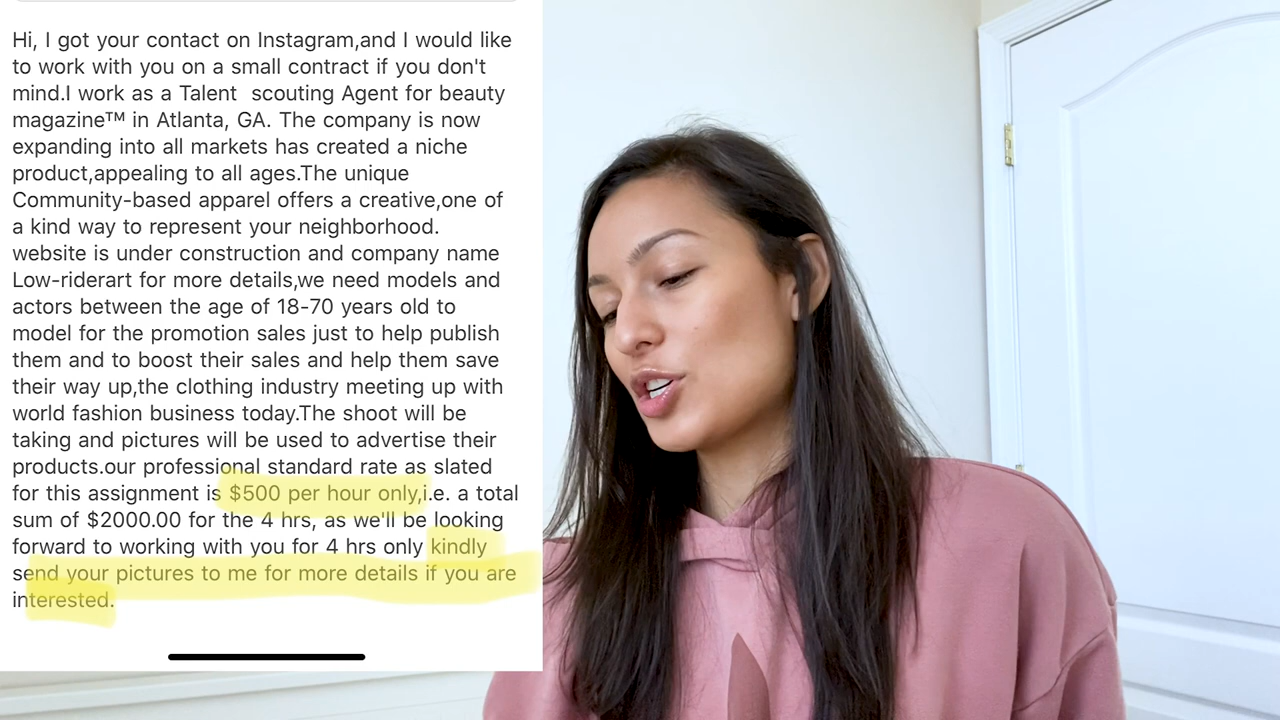 Hi, I got your contact on Instagram,and I would like
to work with you on a small contract if you don't
mind.I work as a Talent  scouting Agent for beauty
magazine™ in Atlanta, GA. The company is now
expanding into all markets has created a niche
product,appealing to all ages.The unique
Community-based apparel offers a creative,one of
a kind way to represent your neighborhood.
website is under construction and company name
Low-riderart for more details,we need models and
actors between the age of 18-70 years old to
model for the promotion sales just to help publish
them and to boost their sales and help them save
their way up,the clothing industry meeting up with
world fashion business today.The shoot will be
taking and pictures will be used to advertise their
products.our professional standard rate as slated
for this assignment is $500 per hour only,i.e. a total
sum of $2000.00 for the 4 hrs, as we'll be looking
forward to working with you for 4 hrs only kindly
send your pictures to me for more details if you are
interested.